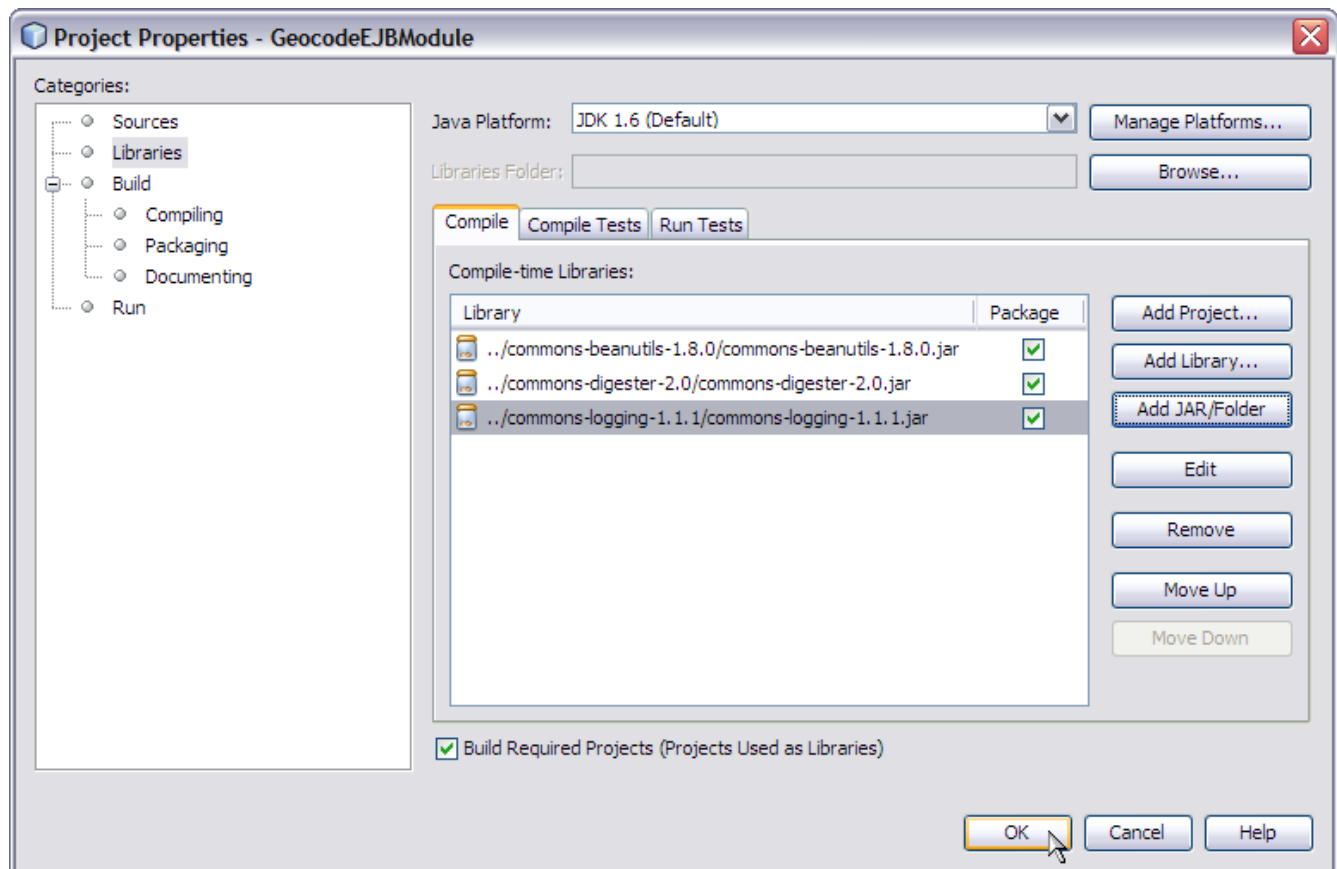 Project Properties - GeocodeEJBModule
Categories:
Sources
Libraries
Build
Compiling
Packaging
Documenting
Run
Java Platform: JDK 1.6 (Default) Manage Platforms...
Libraries Folder: Browse...
Compile Compile Tests Run Tests
Compile-time Libraries:
Library Package
../commons-beanutils-1.8.0/commons-beanutils-1.8.0.jar
../commons-digester-2.0/commons-digester-2.0.jar
../commons-logging-1.1.1/commons-logging-1.1.1.jar
Add Project...
Add Library...
Add JAR/Folder
Edit
Remove
Move Up
Move Down
Build Required Projects (Projects Used as Libraries)
OK Cancel Help